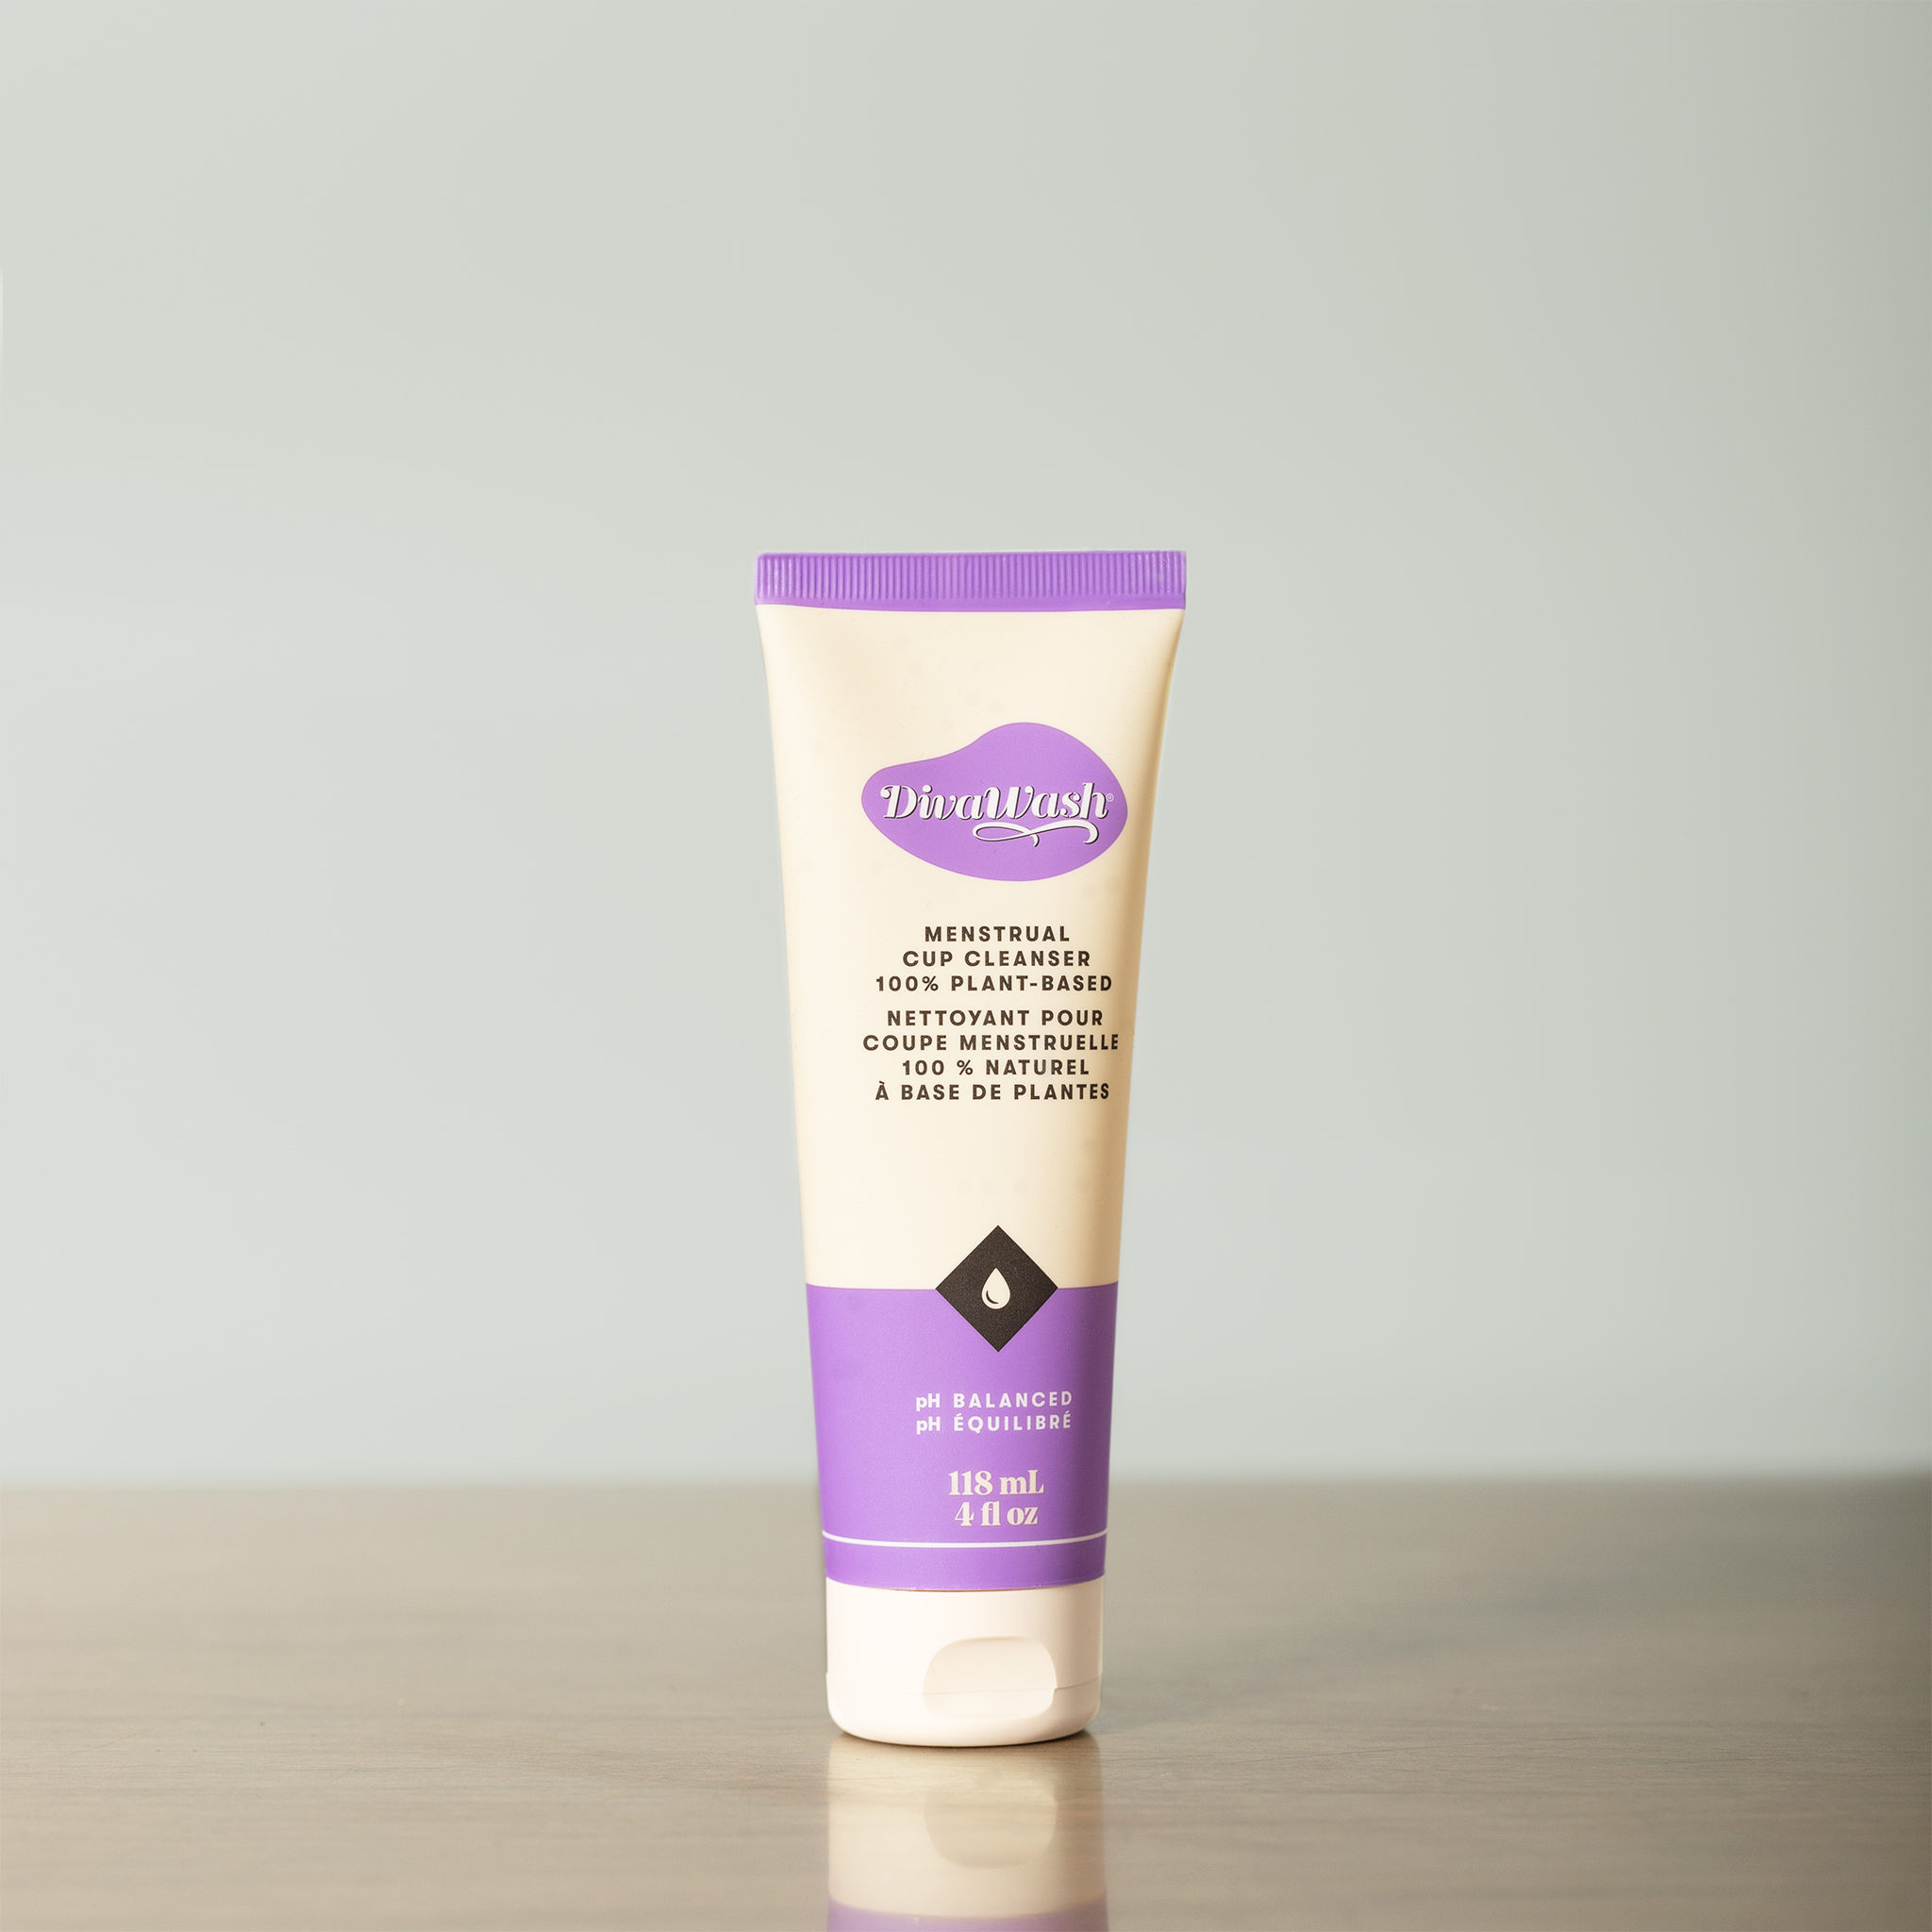 DivaWash®
MENSTRUAL
CUP CLEANSER
100% PLANT-BASED
NETTOYANT POUR
COUPE MENSTRUELLE
100 % NATUREL
À BASE DE PLANTES
pH BALANCED
pH ÉQUILIBRÉ
118 mL
4 fl oz